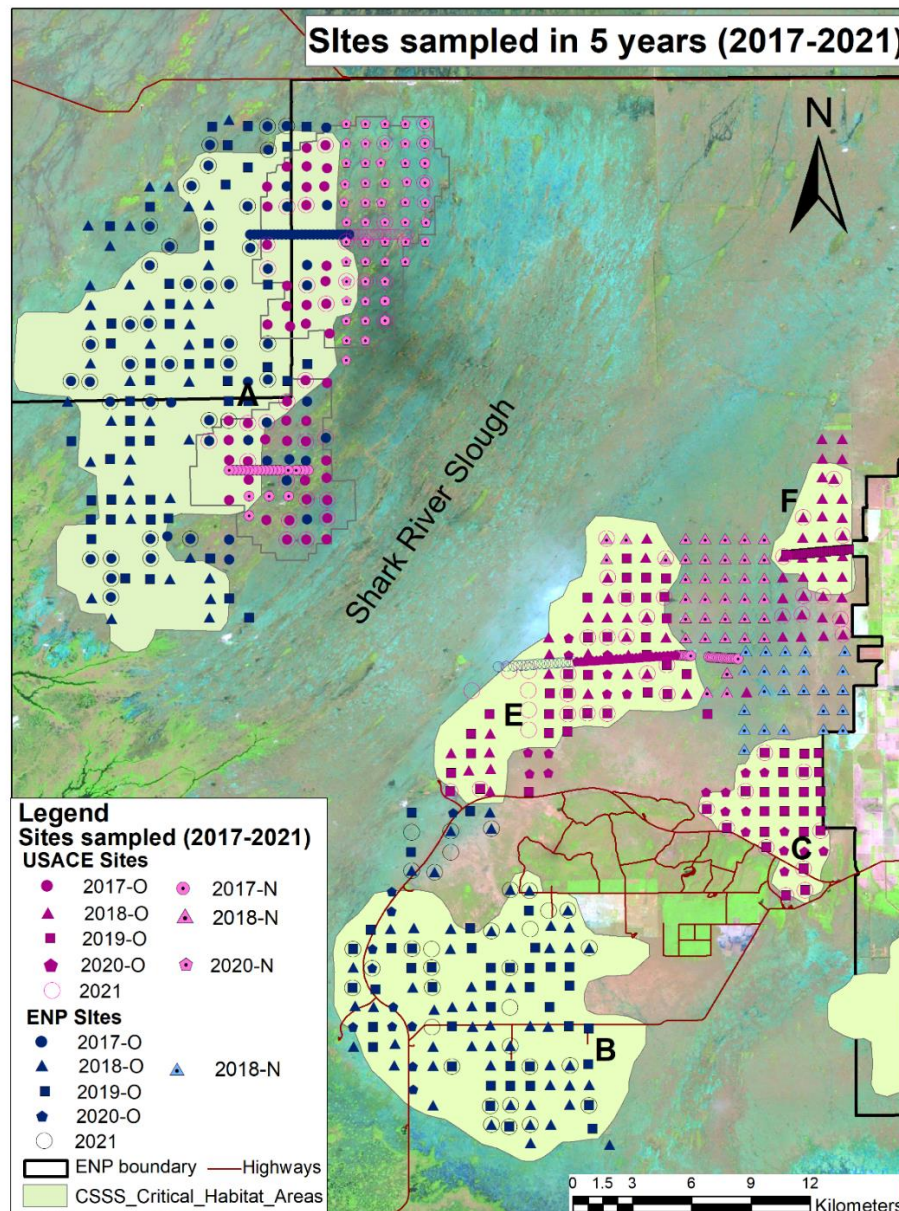 SItes sampled in 5 years (2017-2021)
N
A
Shark River Slough
F
E
C
B
Legend
Sites sampled (2017-2021)
USACE Sites
2017-O 2017-N
2018-O 2018-N
2019-O
2020-O 2020-N
2021
ENP SItes
2017-O
2018-O 2018-N
2019-O
2020-O
2021
ENP boundary Highways
CSSS_Critical_Habitat_Areas
0 1.5 3 6 9 12
Kilometers